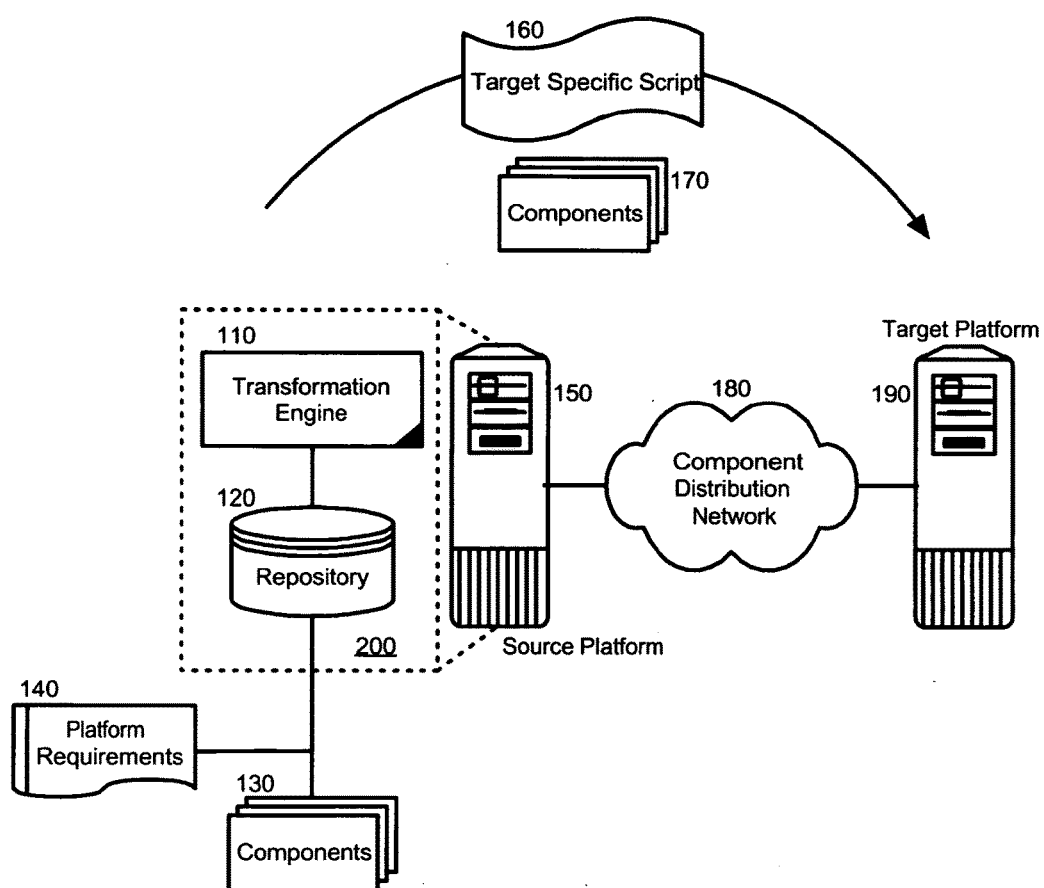 160
Target Specific Script
170
Components
110
Transformation
Engine
120
Repository
200
150
Source Platform
180
Component
Distribution
Network
Target Platform
190
140
Platform
Requirements
130
Components